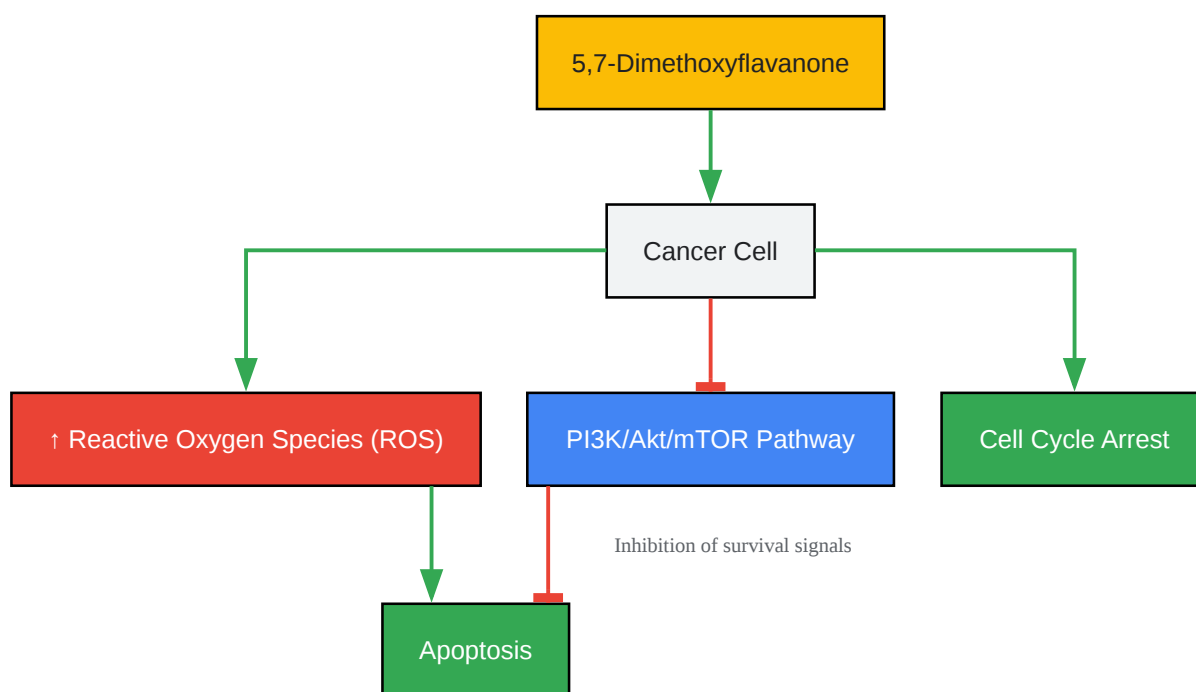 5,7-Dimethoxyflavanone
Cancer Cell
↑ Reactive Oxygen Species (ROS)
PI3K/Akt/mTOR Pathway
Cell Cycle Arrest
Inhibition of survival signals
Apoptosis